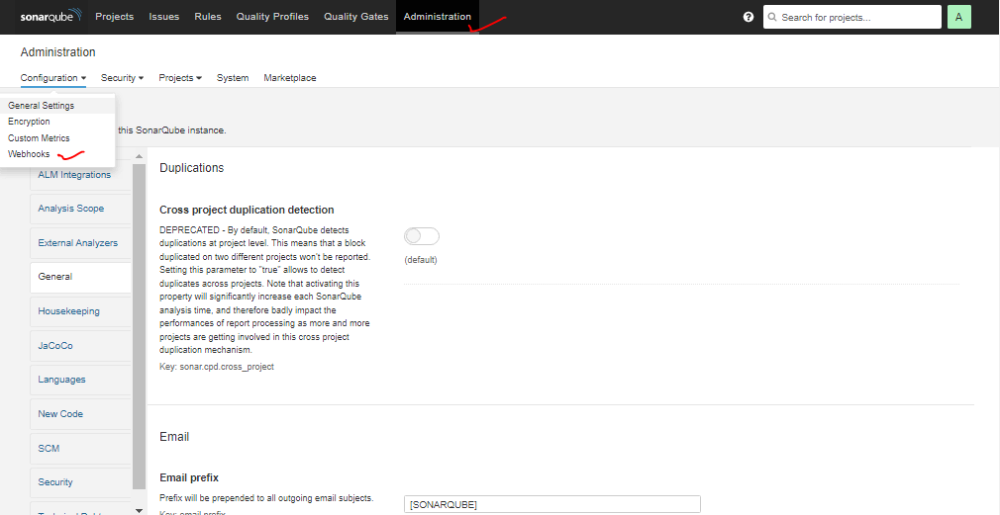 sonarqube Projects Issues Rules Quality Profiles Quality Gates Administration ? Search for projects... A
Administration
Configuration Security Projects System Marketplace
General Settings
Encryption
Custom Metrics
Webhooks
this SonarQube instance.
ALM Integrations
Analysis Scope
External Analyzers
General
Housekeeping
JaCoCo
Languages
New Code
SCM
Security
Duplications
Cross project duplication detection
DEPRECATED - By default, SonarQube detects
duplications at project level. This means that a block
duplicated on two different projects won't be reported.
Setting this parameter to "true" allows to detect
duplicates across projects. Note that activating this
property will significantly increase each SonarQube
analysis time, and therefore badly impact the
performances of report processing as more and more
projects are getting involved in this cross project
duplication mechanism.
Key: sonar.cpd.cross_project
(default)
Email
Email prefix
Prefix will be prepended to all outgoing email subjects.
Key: email.prefix
[SONARQUBE]